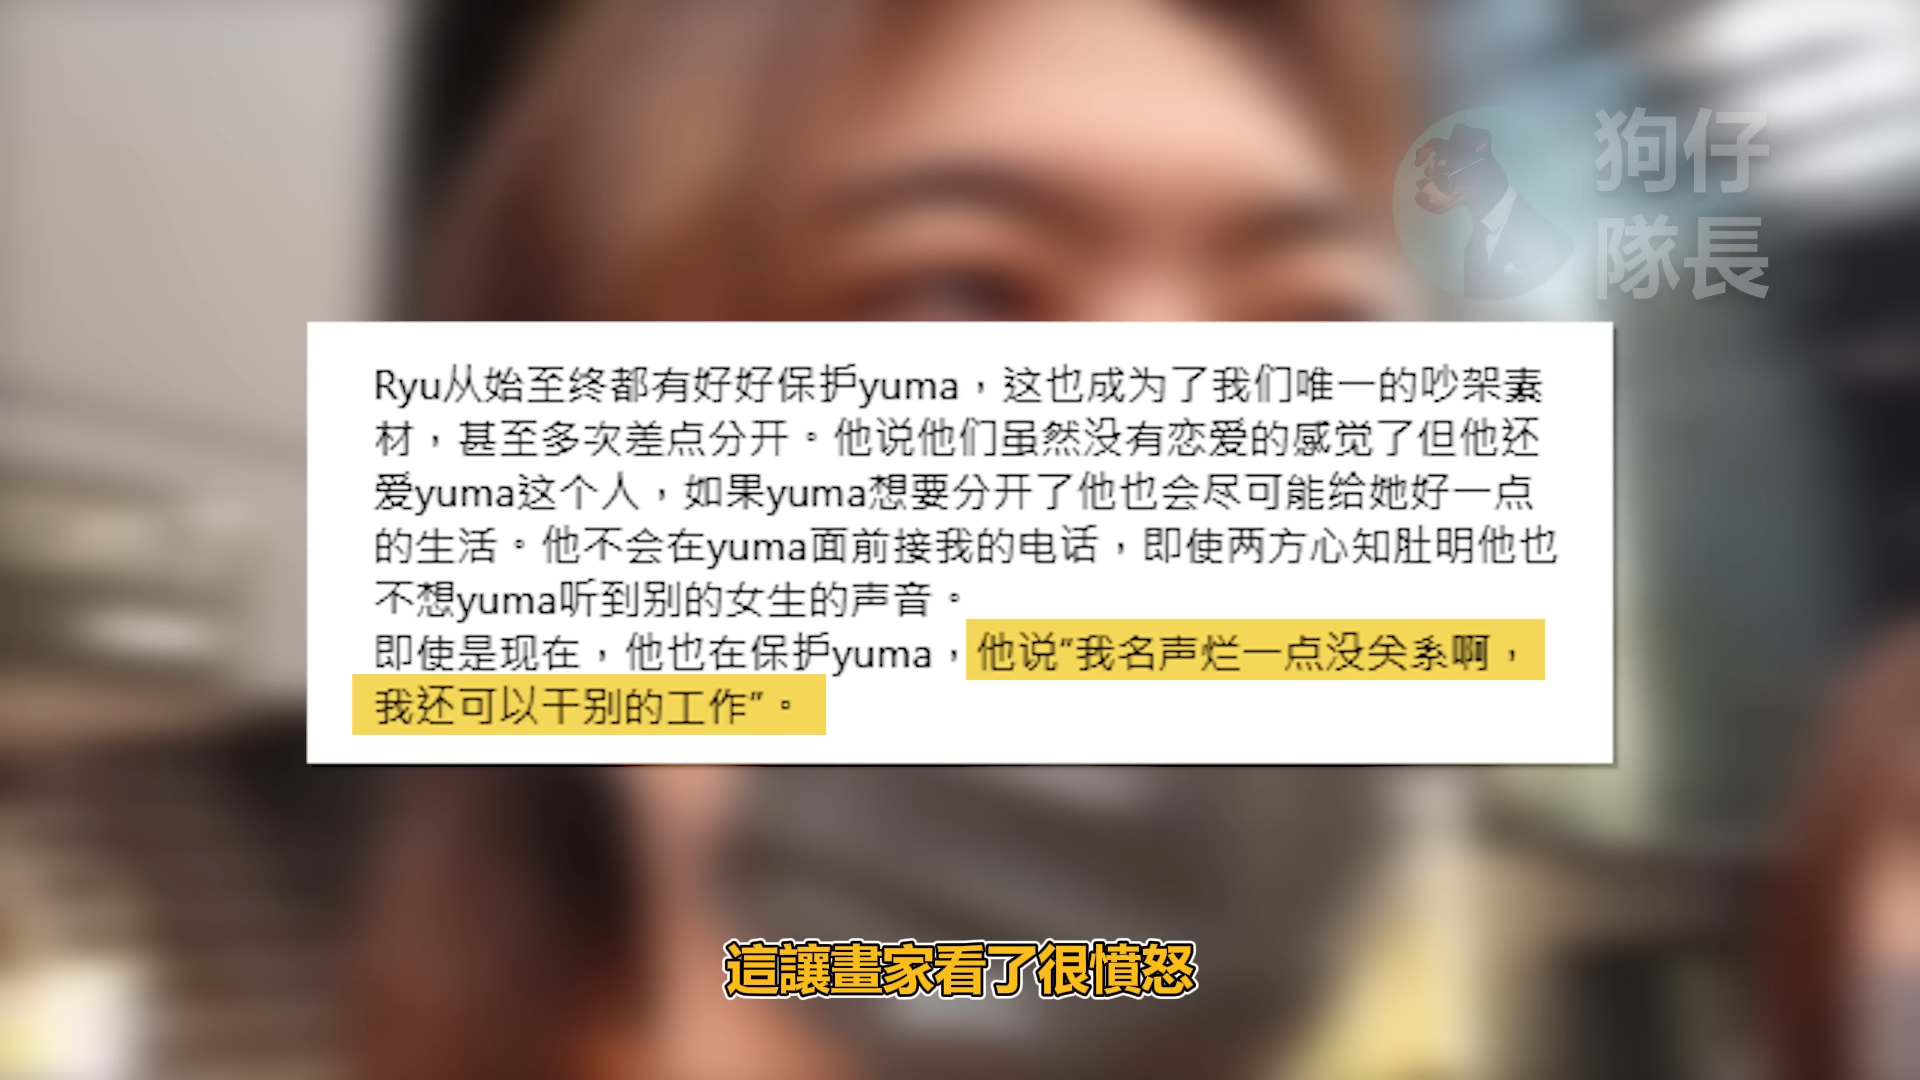 狗仔
隊長
Ryu从始至终都有好好保护yuma，这也成为了我们唯一的吵架素
材，甚至多次差点分开。他说他们虽然没有恋爱的感觉了但他还
爱yuma这个人，如果yuma想要分开了他也会尽可能给她好一点
的生活。他不会在yuma面前接我的电话，即使两方心知肚明他也
不想yuma听到别的女生的声音。
即使是现在，他也在保护yuma，他说“我名声烂一点没关系啊，
我还可以干别的工作”。
這讓畫家看了很憤怒